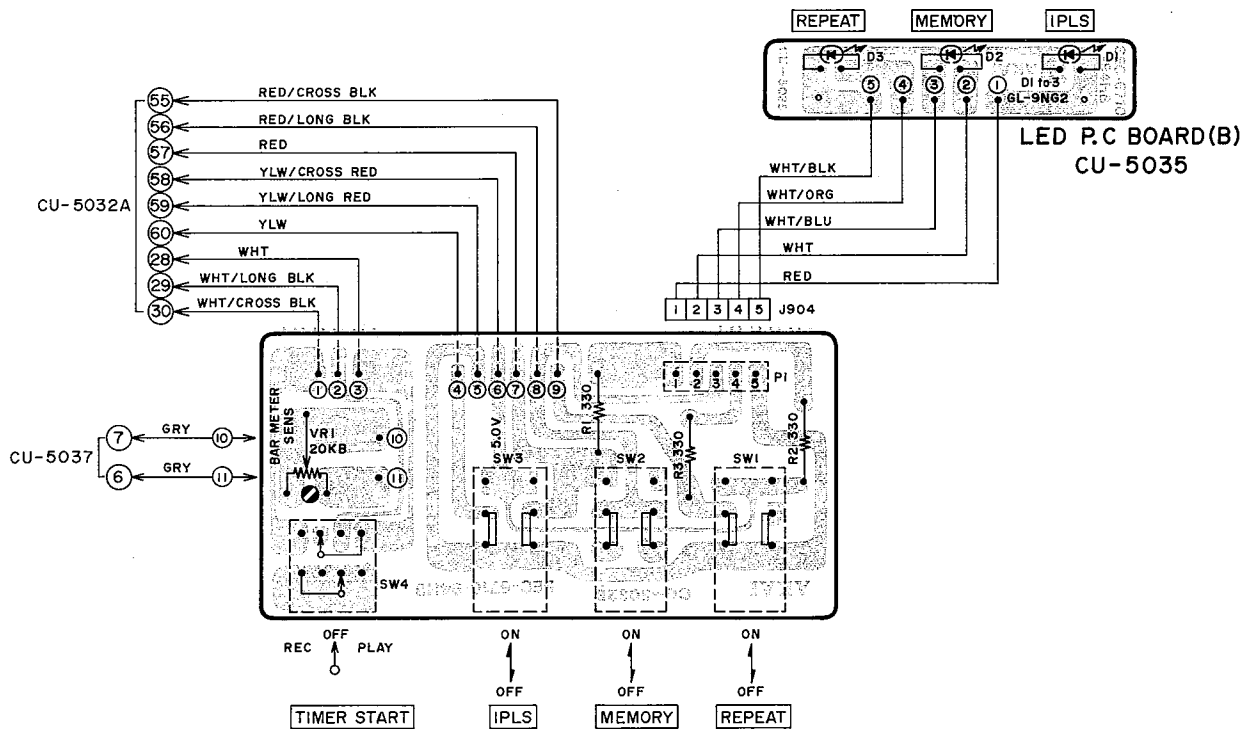 REPEAT MEMORY IPLS
D3 D2 D1
5 4 3 2 1 D1 to 3
GL-9NG2
LED P.C BOARD(B)
CU-5035
55 RED/CROSS BLK
56 RED/LONG BLK
57 RED
58 YLW/CROSS RED
59 YLW/LONG RED
60 YLW
28 WHT
29 WHT/LONG BLK
30 WHT/CROSS BLK
CU-5032A
WHT/BLK
WHT/ORG
WHT/BLU
WHT
RED
1 2 3 4 5 J904
1 2 3 4 5 6 7 8 9
1 2 3 4 5 P1
BAR METER
SENS
VR1
20KB
10
11
5.0V
R1 330
R3 330
R2 330
CU-5037
7 GRY 10
6 GRY 11
SW3 SW2 SW1
SW4
OFF
REC PLAY
ON ON ON
OFF OFF OFF
TIMER START IPLS MEMORY REPEAT